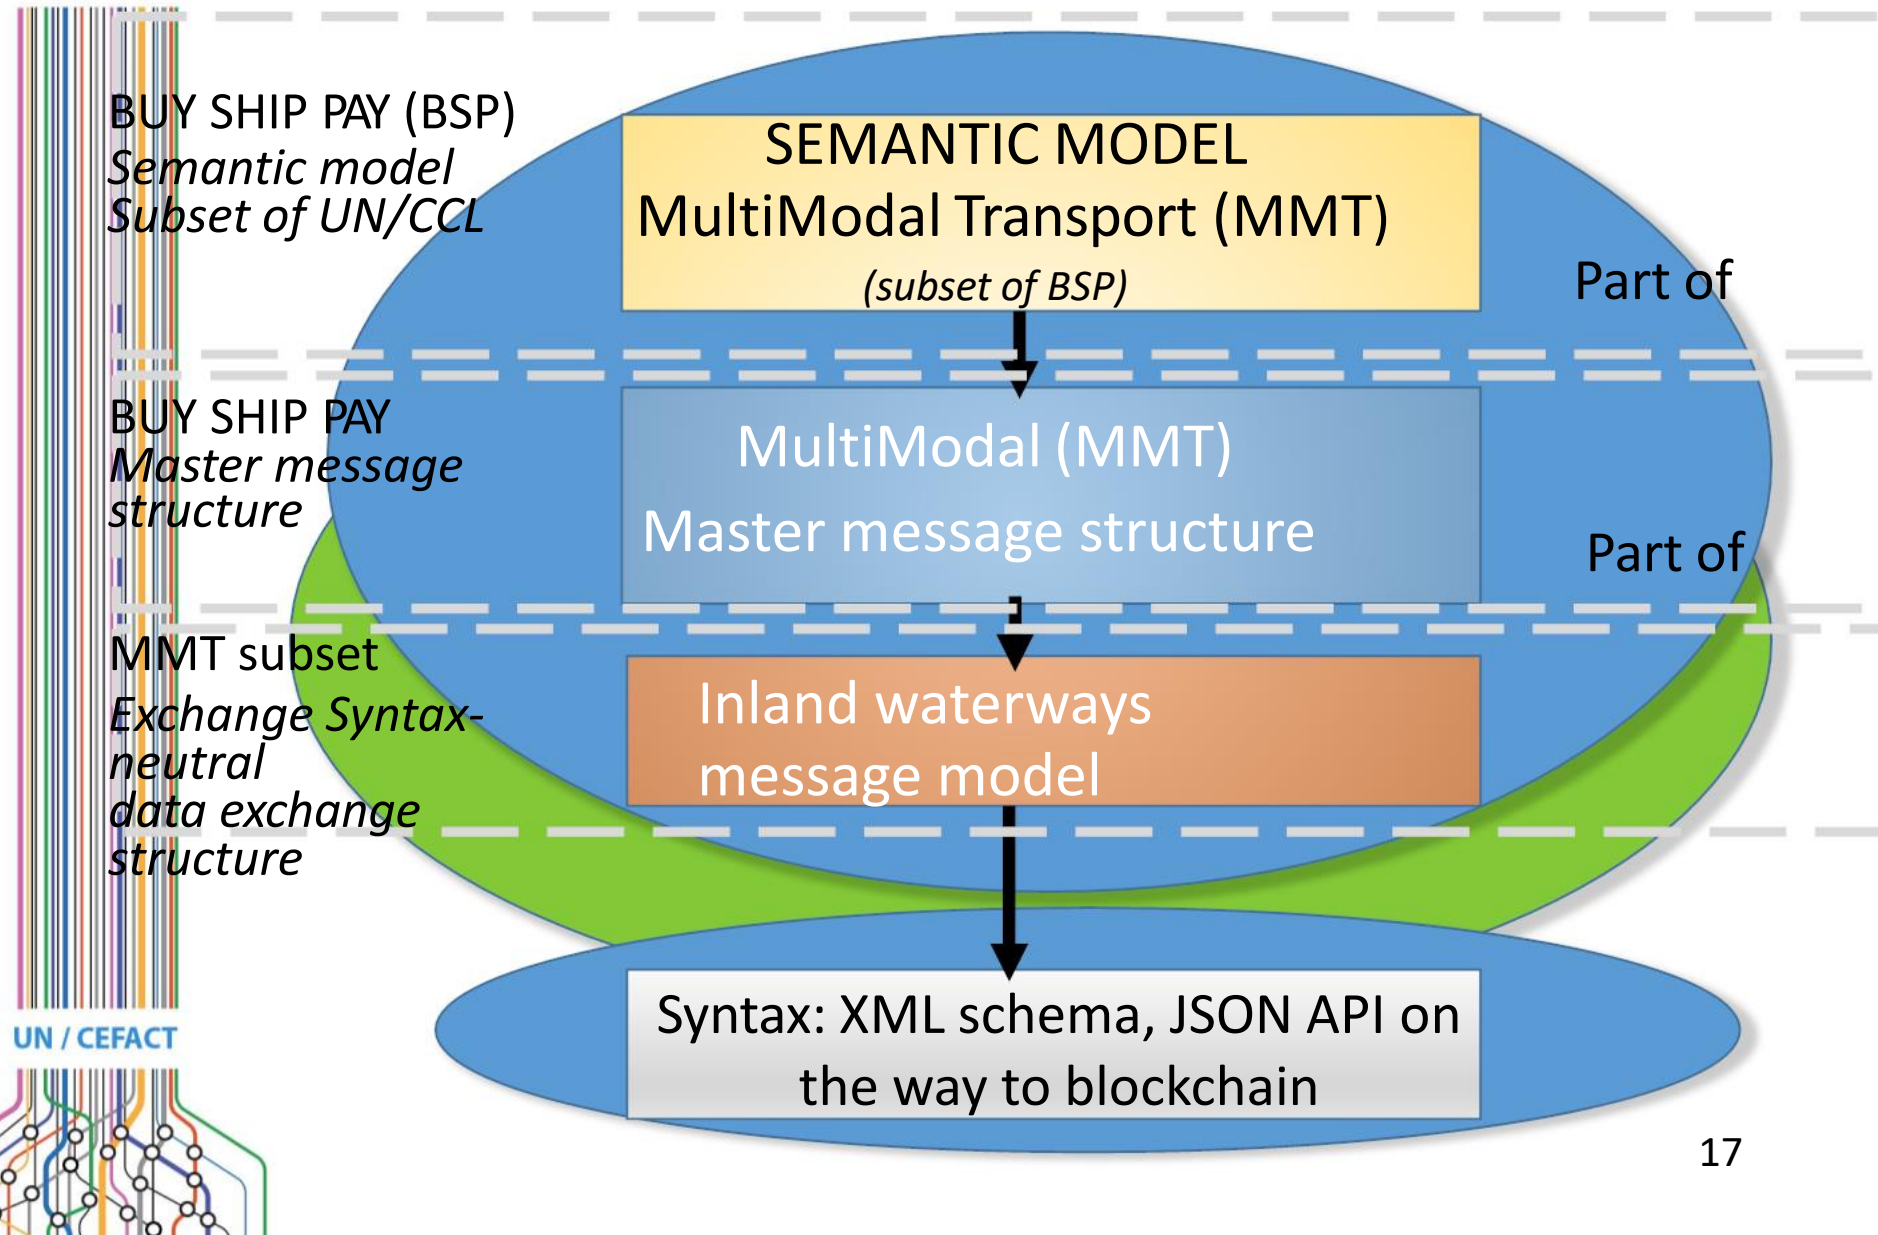 BUY SHIP PAY (BSP)
Semantic model
Subset of UN/CCL
SEMANTIC MODEL
MultiModal Transport (MMT)
(subset of BSP)
Part of
BUY SHIP PAY
Master message
structure
MultiModal (MMT)
Master message structure
Part of
MMT subset
Exchange Syntax-
neutral
data exchange
structure
Inland waterways
message model
Syntax: XML schema, JSON API on
the way to blockchain
UN / CEFACT
17